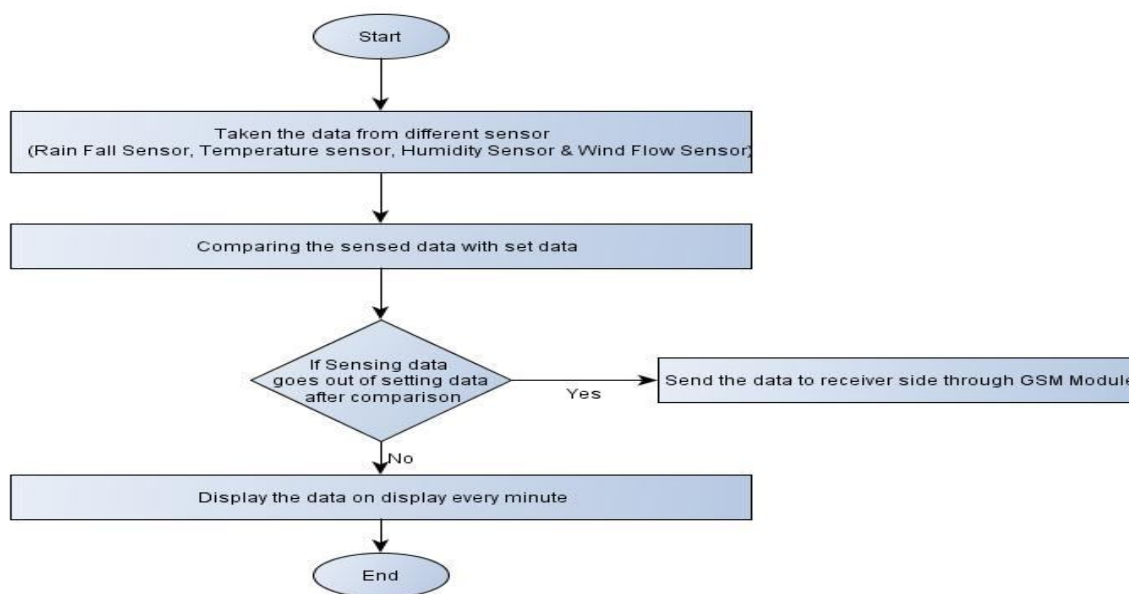 Start
Taken the data from different sensor
(Rain Fall Sensor, Temperature sensor, Humidity Sensor & Wind Flow Sensor)
Comparing the sensed data with set data
If Sensing data
goes out of setting data
after comparison
Yes
Send the data to receiver side through GSM Module
No
Display the data on display every minute
End